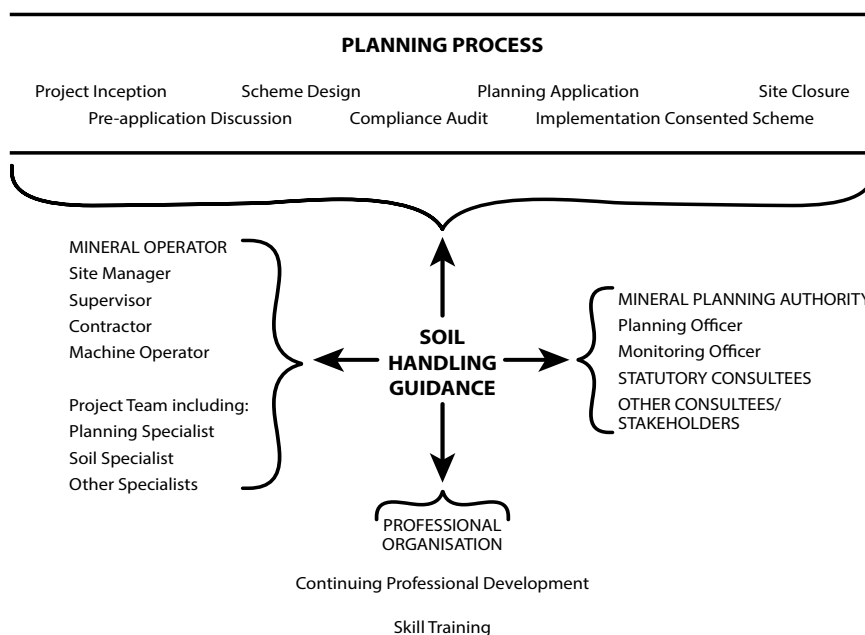 PLANNING PROCESS
Project Inception Scheme Design Planning Application Site Closure
Pre-application Discussion Compliance Audit Implementation Consented Scheme
MINERAL OPERATOR
Site Manager
Supervisor
Contractor
Machine Operator
Project Team including:
Planning Specialist
Soil Specialist
Other Specialists
SOIL
HANDLING
GUIDANCE
MINERAL PLANNING AUTHORITY
Planning Officer
Monitoring Officer
STATUTORY CONSULTEES
OTHER CONSULTEES/
STAKEHOLDERS
PROFESSIONAL
ORGANISATION
Continuing Professional Development
Skill Training